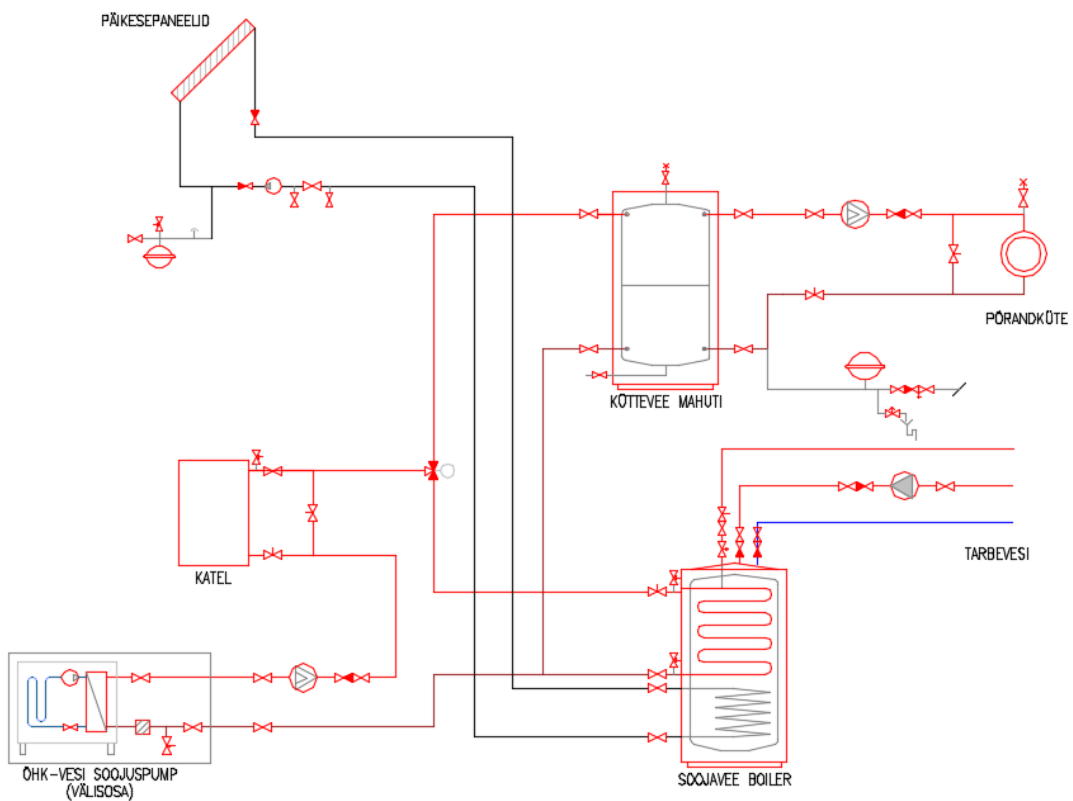 PÄIKESEPANEELID
PÕRANDKÜTE
KÜTTEVEE MAHUTI
TARBEVESI
KATEL
ÕHK-VESI SOOJUSPUMP
(VÄLISOSA)
SOOJAVEE BOILER